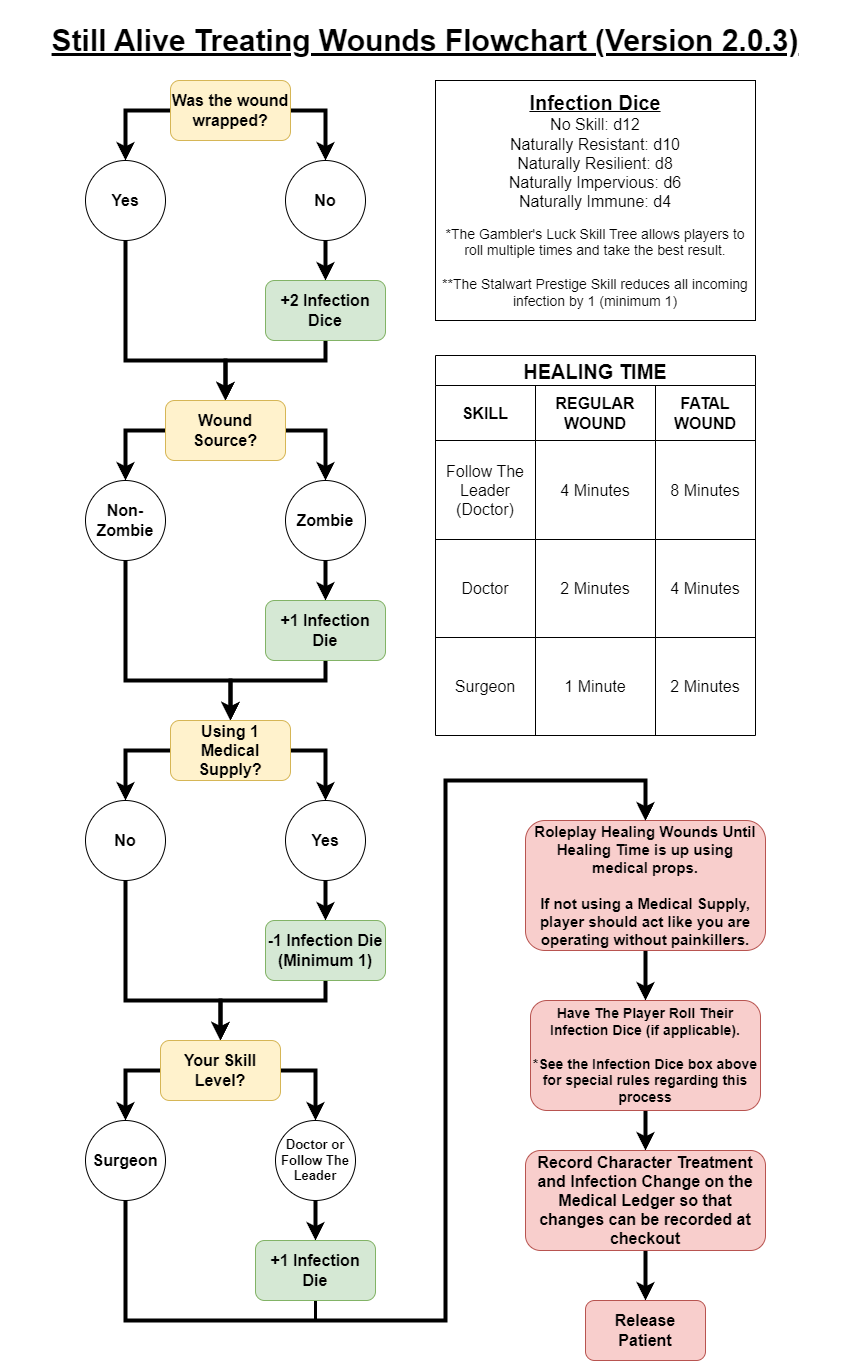 Still Alive Treating Wounds Flowchart (Version 2.0.3)
Was the wound
wrapped?
Yes
No
+2 Infection
Dice
Wound
Source?
Non-
Zombie
Zombie
+1 Infection
Die
Using 1
Medical
Supply?
No
Yes
-1 Infection Die
(Minimum 1)
Your Skill
Level?
Surgeon
Doctor or
Follow The
Leader
+1 Infection
Die
Infection Dice
No Skill: d12
Naturally Resistant: d10
Naturally Resilient: d8
Naturally Impervious: d6
Naturally Immune: d4
*The Gambler's Luck Skill Tree allows players to
roll multiple times and take the best result.
**The Stalwart Prestige Skill reduces all incoming
infection by 1 (minimum 1)
HEALING TIME
SKILL
REGULAR
WOUND
FATAL
WOUND
Follow The
Leader
(Doctor)
4 Minutes
8 Minutes
Doctor
2 Minutes
4 Minutes
Surgeon
1 Minute
2 Minutes
Roleplay Healing Wounds Until
Healing Time is up using
medical props.
If not using a Medical Supply,
player should act like you are
operating without painkillers.
Have The Player Roll Their
Infection Dice (if applicable).
*See the Infection Dice box above
for special rules regarding this
process
Record Character Treatment
and Infection Change on the
Medical Ledger so that
changes can be recorded at
checkout
Release
Patient